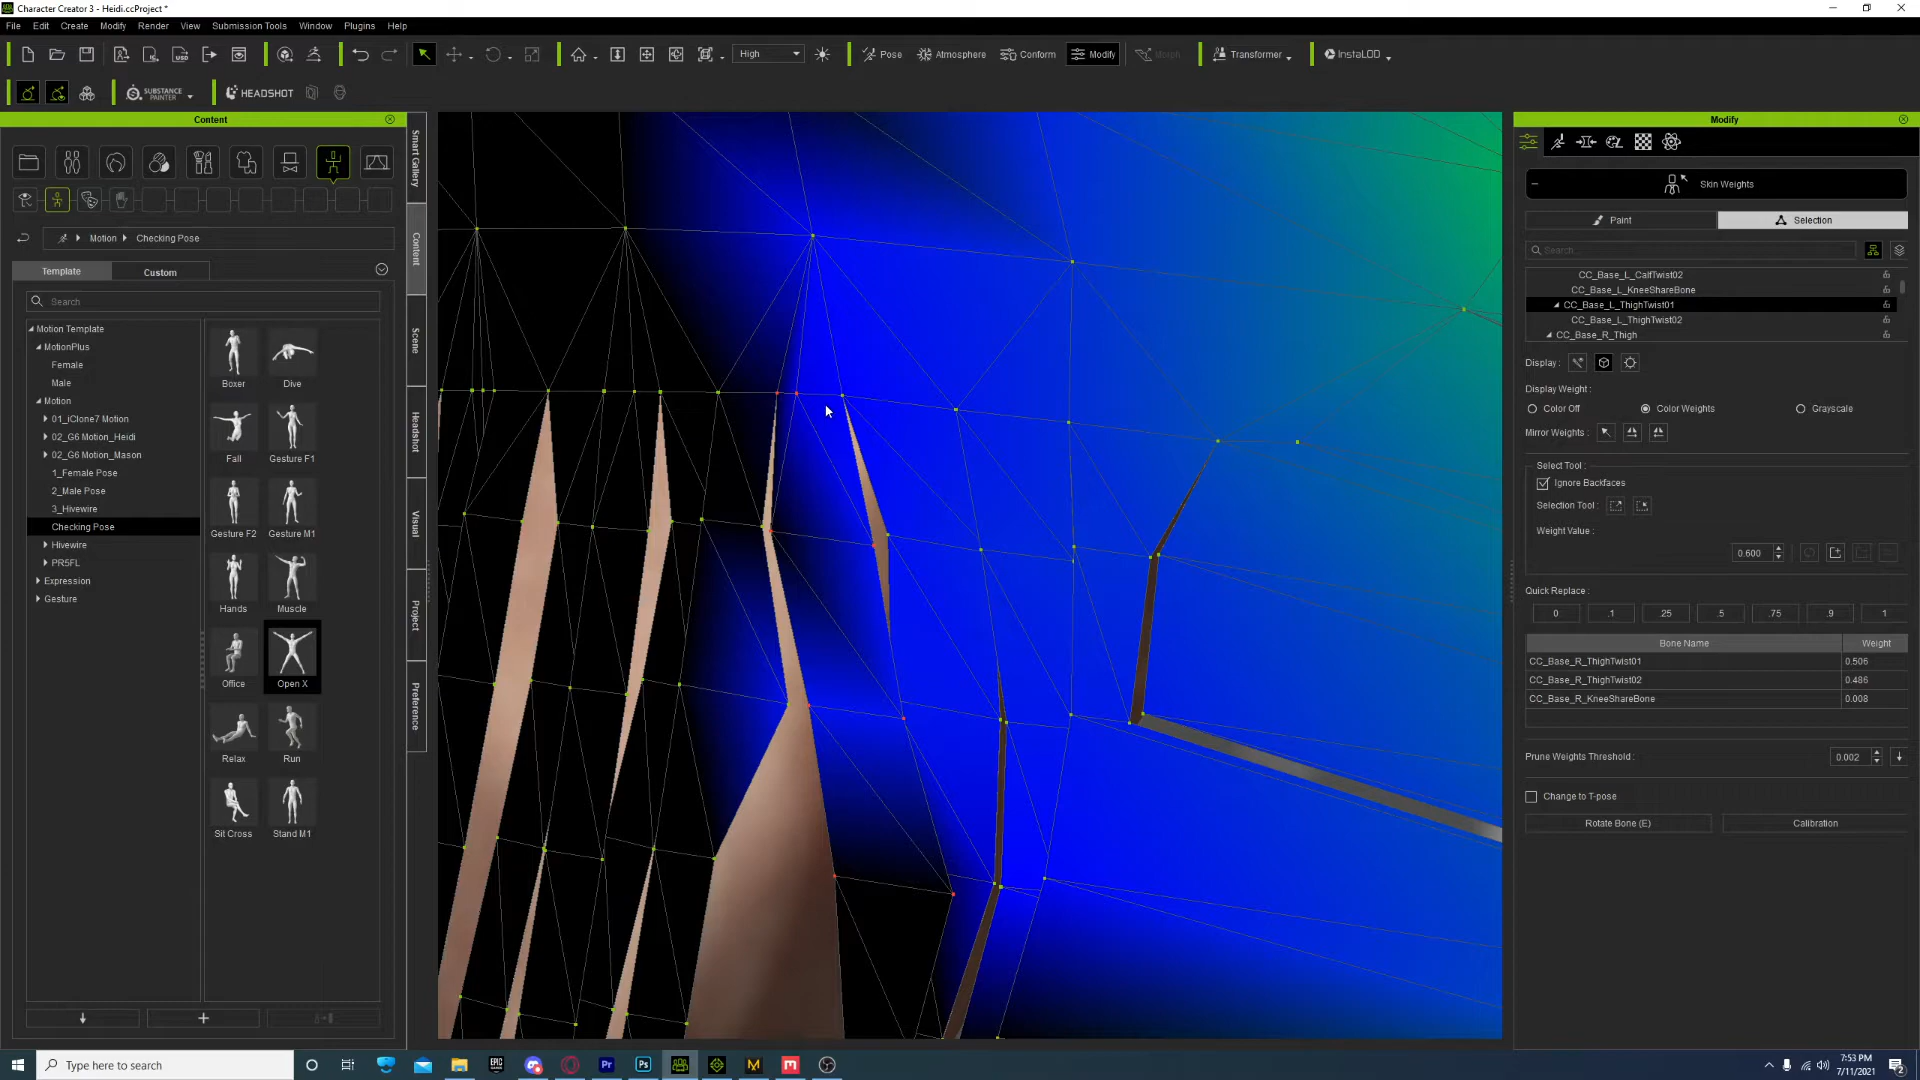 Character Creator 3 - Heidi.ccProject *
File Edit Create Modify Render View Submission Tools Window Plugins Help
High Pose Atmosphere Conform Modify Morph Transformer InstaLOD
SUBSTANCE PAINTER HEADSHOT
Content
Motion Checking Pose
Template Custom
Search
Motion Template
MotionPlus
Female
Male
Motion
01_iClone7 Motion
02_G6 Motion_Heidi
02_G6 Motion_Mason
1_Female Pose
2_Male Pose
3_Hivewire
Checking Pose
Hivewire
PR5FL
Expression
Gesture
Boxer Dive
Fall Gesture F1
Gesture F2 Gesture M1
Hands Muscle
Office Open X
Relax Run
Sit Cross Stand M1
Smart Gallery
Content
Scene
Headshot
Visual
Project
Preference
Modify
Skin Weights
Paint Selection
Search...
CC_Base_L_CalfTwist02
CC_Base_L_KneeShareBone
CC_Base_L_ThighTwist01
CC_Base_L_ThighTwist02
CC_Base_R_Thigh
Display :
Display Weight :
Color Off Color Weights Grayscale
Mirror Weights :
Select Tool :
Ignore Backfaces
Selection Tool :
Weight Value :
0.600
Quick Replace :
0 .1 .25 .5 .75 .9 1
Bone Name Weight
CC_Base_R_ThighTwist01 0.506
CC_Base_R_ThighTwist02 0.486
CC_Base_R_KneeShareBone 0.008
Prune Weights Threshold : 0.002
Change to T-pose
Rotate Bone (E) Calibration
Type here to search
EPIC GAMES
Pr
Ps
7:53 PM
7/11/2021
2